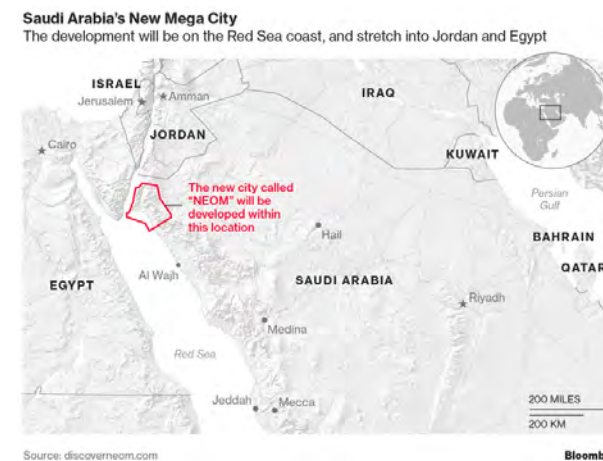 Saudi Arabia's New Mega City
The development will be on the Red Sea coast, and stretch into Jordan and Egypt
ISRAEL
Jerusalem
Amman
IRAQ
JORDAN
Cairo
KUWAIT
The new city called
"NEOM" will be
developed within
this location
Persian
Gulf
Hail
BAHRAIN
Al Wajh
QATAR
EGYPT
SAUDI ARABIA
Riyadh
Medina
Red Sea
Jeddah
Mecca
200 MILES
200 KM
Source: discoverneom.com
Bloomb